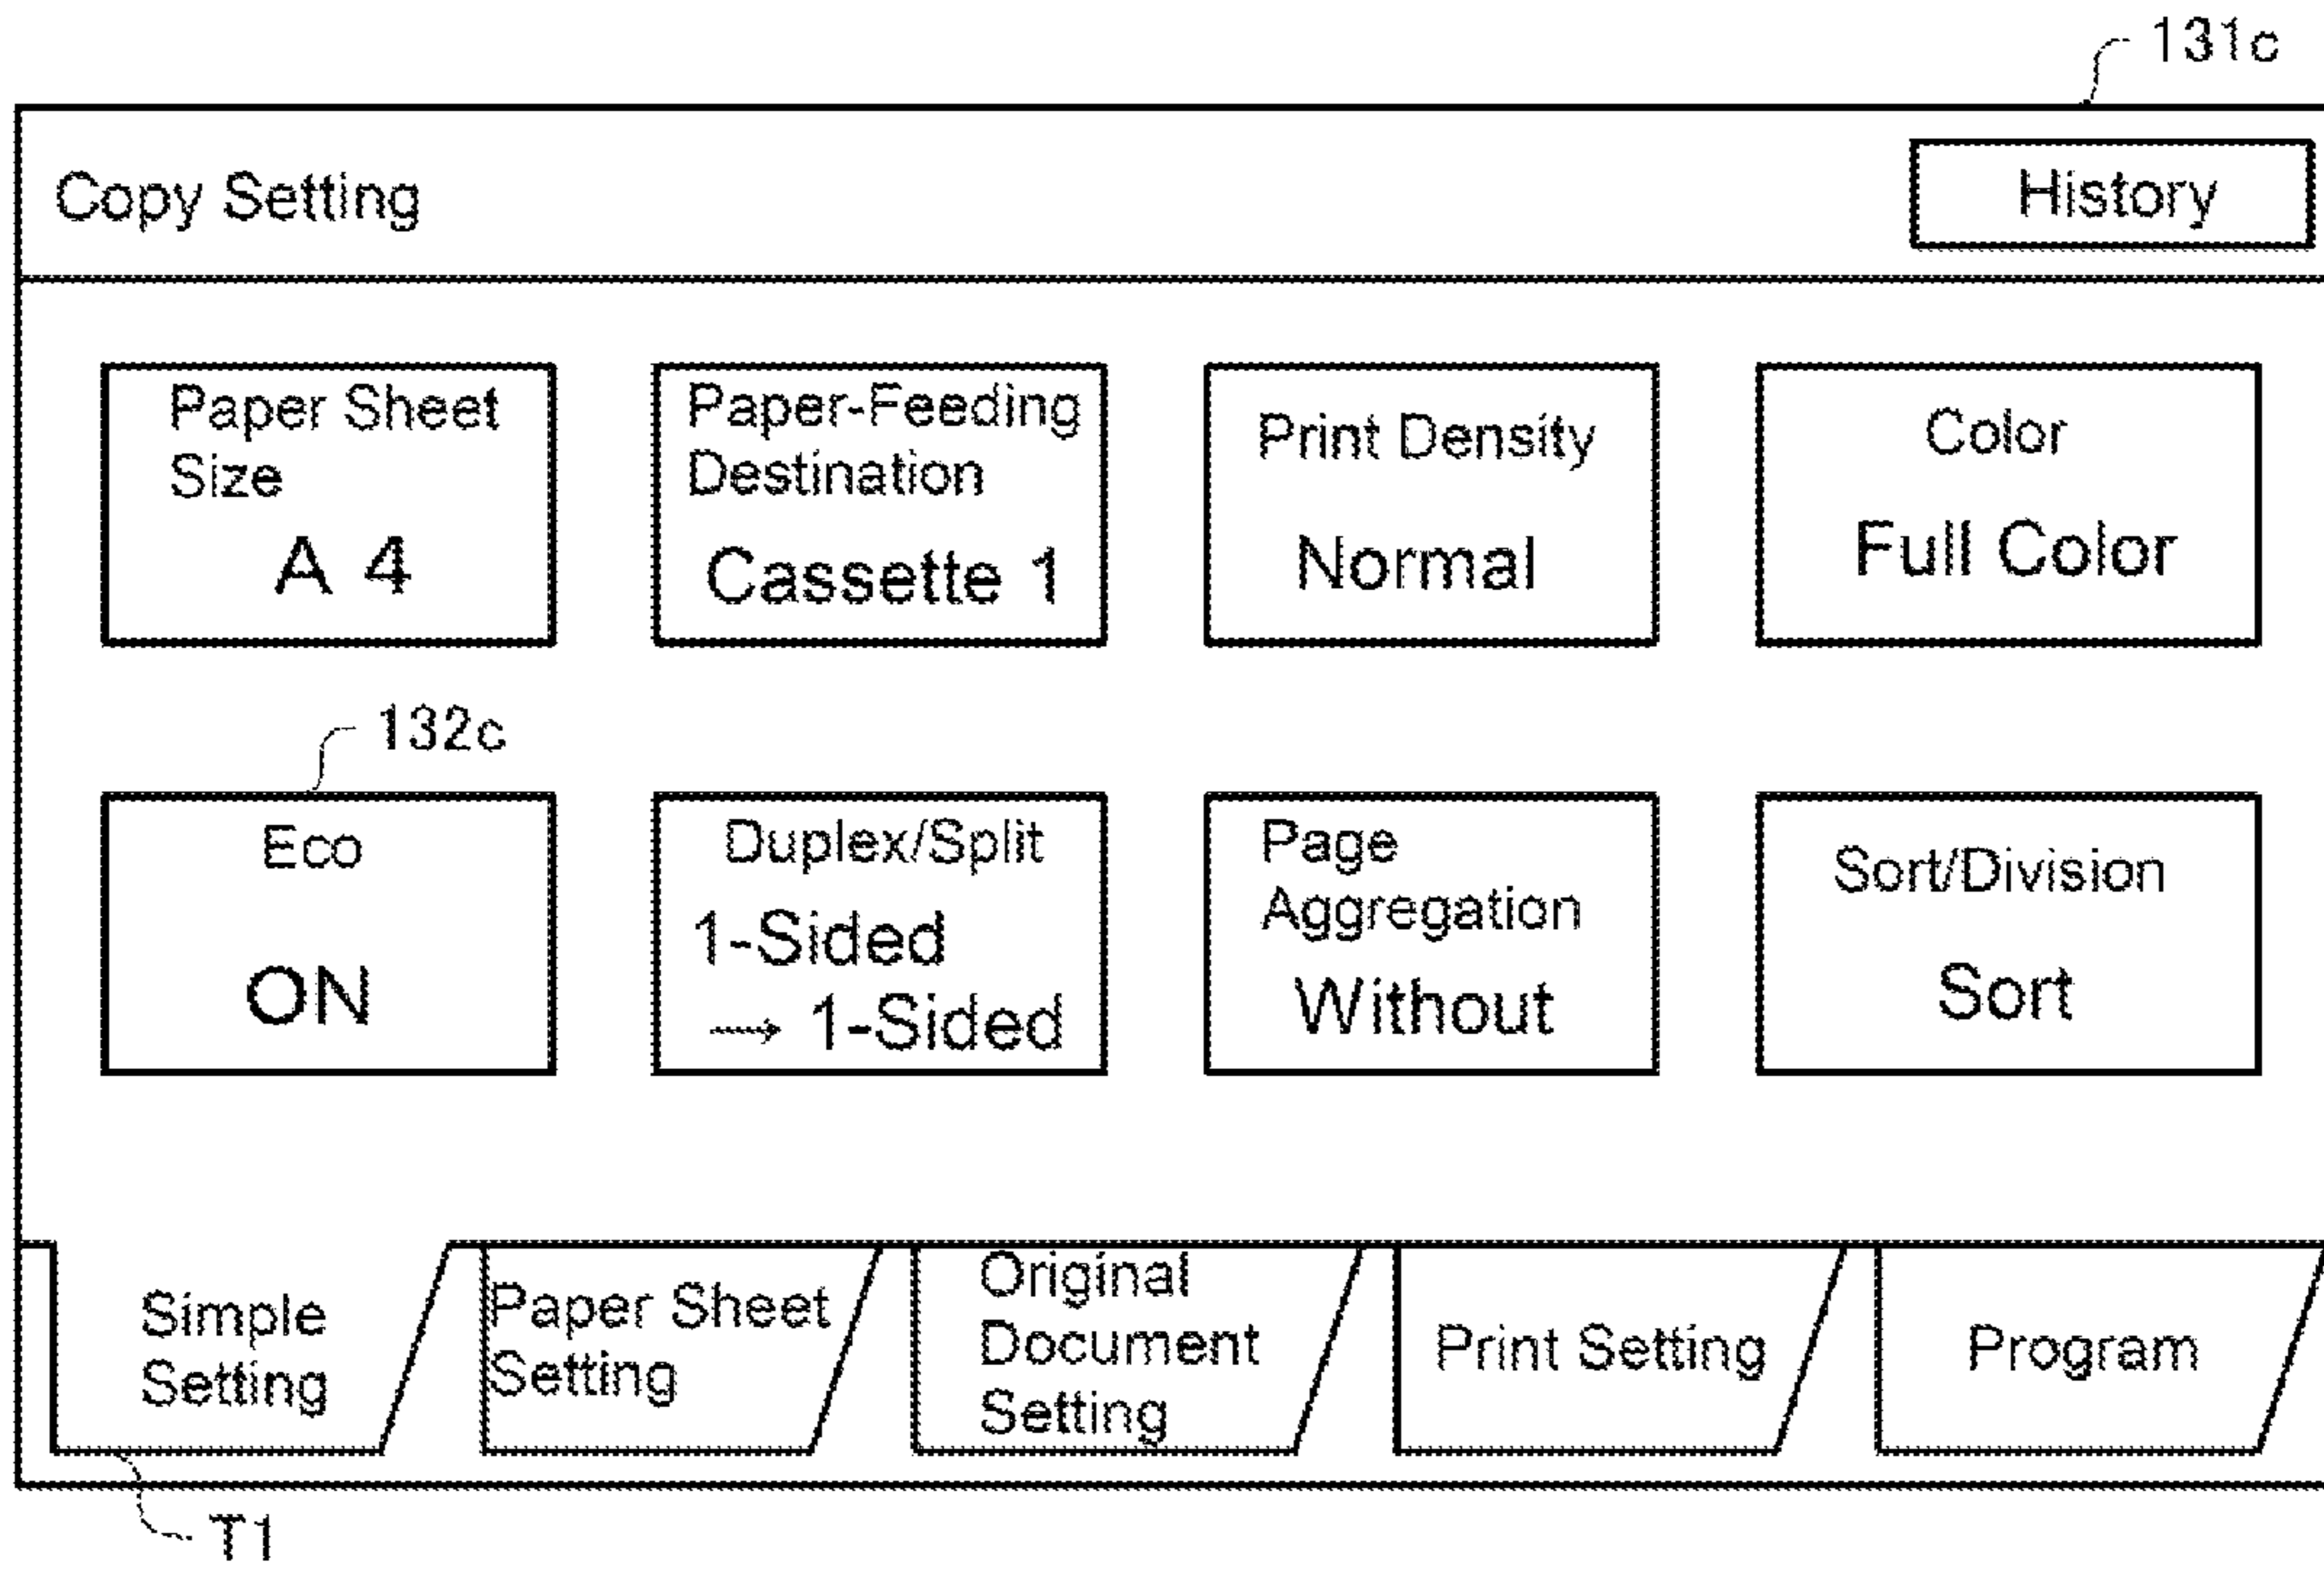 131c
Copy Setting
History
Paper Sheet
Size
A 4
Paper-Feeding
Destination
Cassette 1
Print Density
Normal
Color
Full Color
132c
Eco
ON
Duplex/Split
1-Sided
→ 1-Sided
Page
Aggregation
Without
Sort/Division
Sort
Simple
Setting
Paper Sheet
Setting
Original
Document
Setting
Print Setting
Program
T1